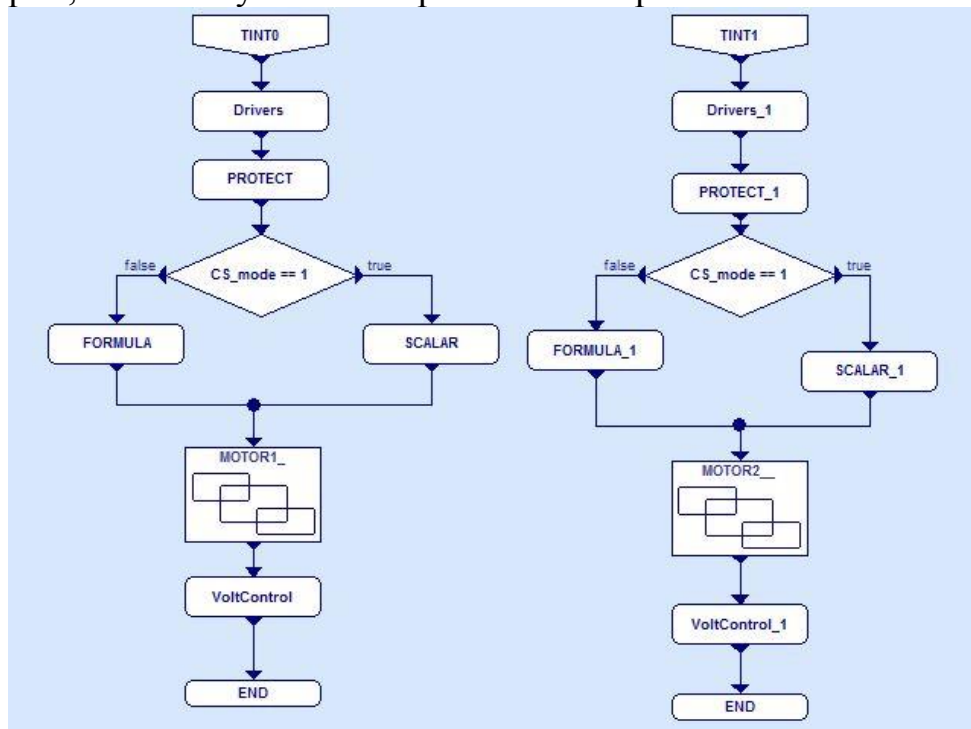 TINT0
Drivers
PROTECT
CS_mode == 1
false
true
FORMULA
SCALAR
MOTOR1_
VoltControl
END
TINT1
Drivers_1
PROTECT_1
CS_mode == 1
false
true
FORMULA_1
SCALAR_1
MOTOR2__
VoltControl_1
END